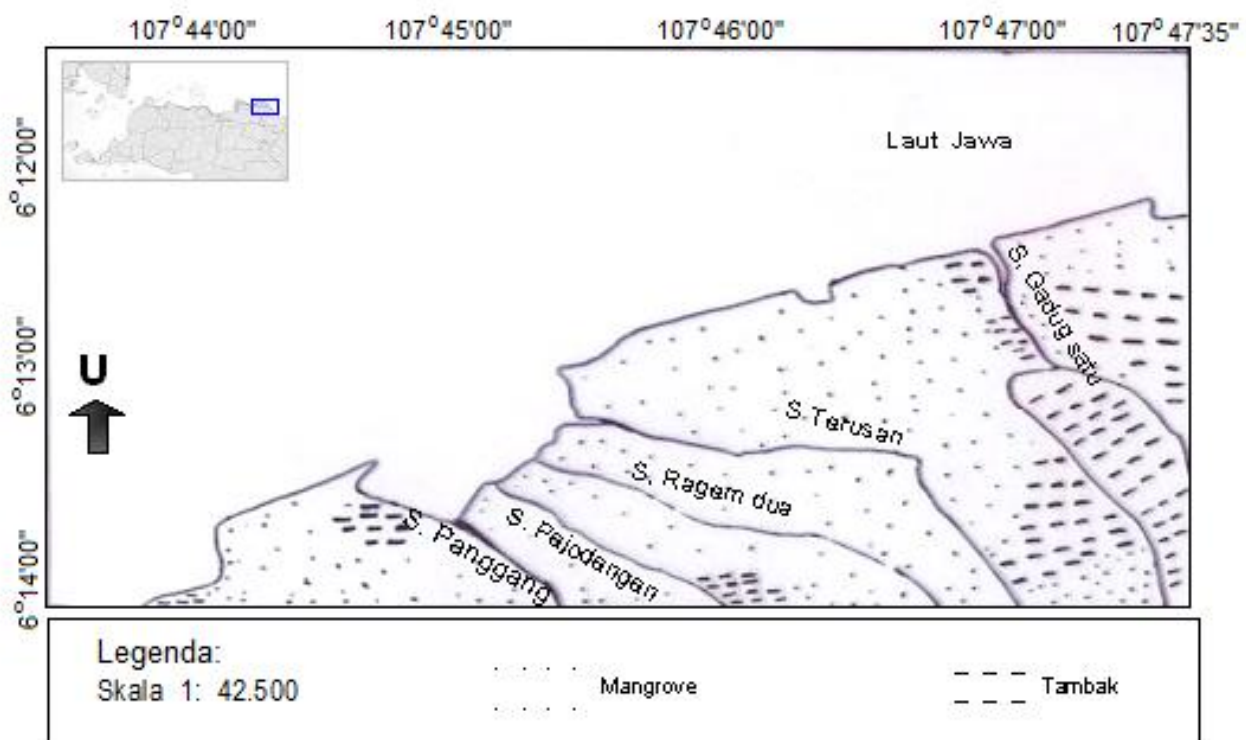 107°44'00" 107°45'00" 107°46'00" 107°47'00" 107°47'35"
6°12'00"
Laut Jawa
S. Gadug satu
6°13'00"
U
S. Terusan
S. Ragem dua
S. Pajodangan
S. Panggang
6°14'00"
Legenda:
Skala 1: 42.500
Mangrove
Tambak